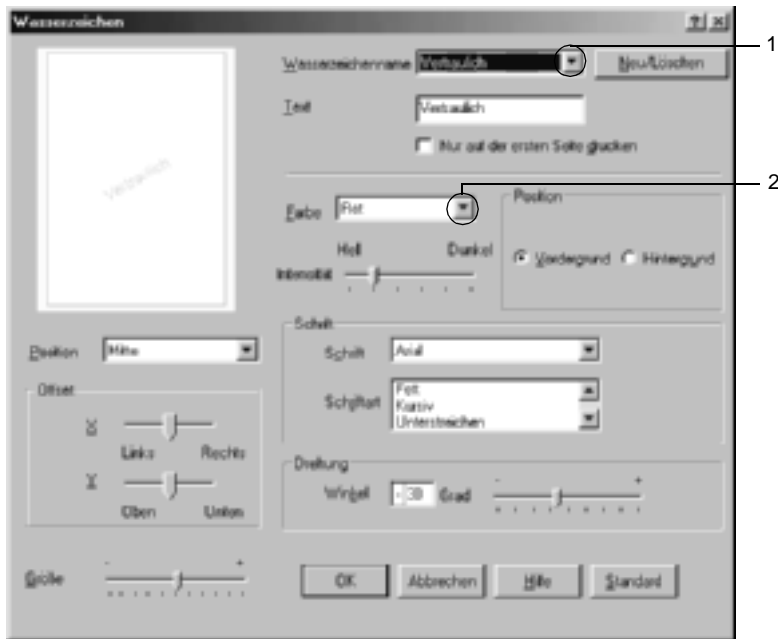 Wasserzeichen
1
Wasserzeichenname Vertraulich Neu/Löschen
Text Vertraulich
Nur auf der ersten Seite drucken
Vertraulich
2
Farbe Rot
Position
Hell Dunkel
Intensität
Vordergrund Hintergrund
Position Mitte
Schrift
Schrift Arial
Schriftart Fett
Kursiv
Unterstreichen
Offset
X
Links Rechts
Y
Oben Unten
Drehung
Winkel -30 Grad - +
Größe - +
OK Abbrechen Hilfe Standard